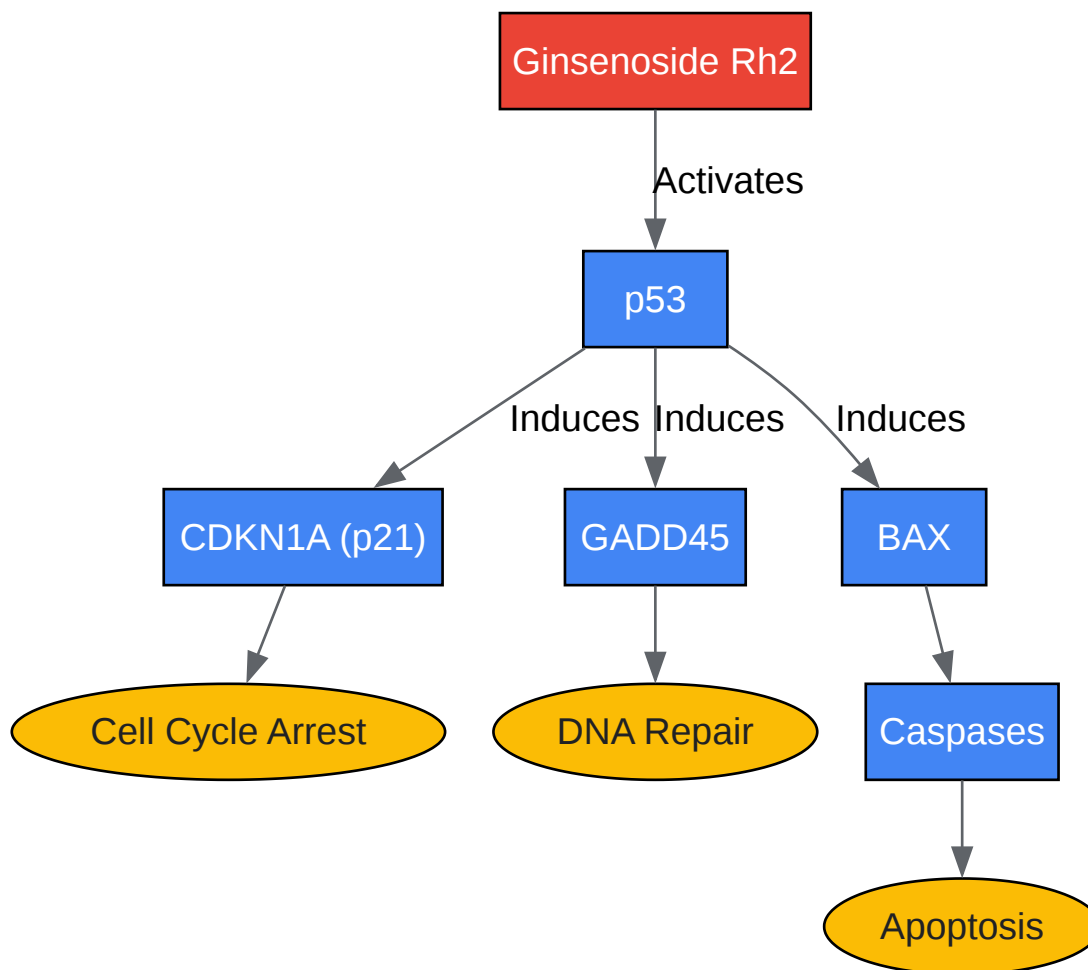 Ginsenoside Rh2
Activates
p53
Induces
Induces
Induces
CDKN1A (p21)
GADD45
BAX
Cell Cycle Arrest
DNA Repair
Caspases
Apoptosis